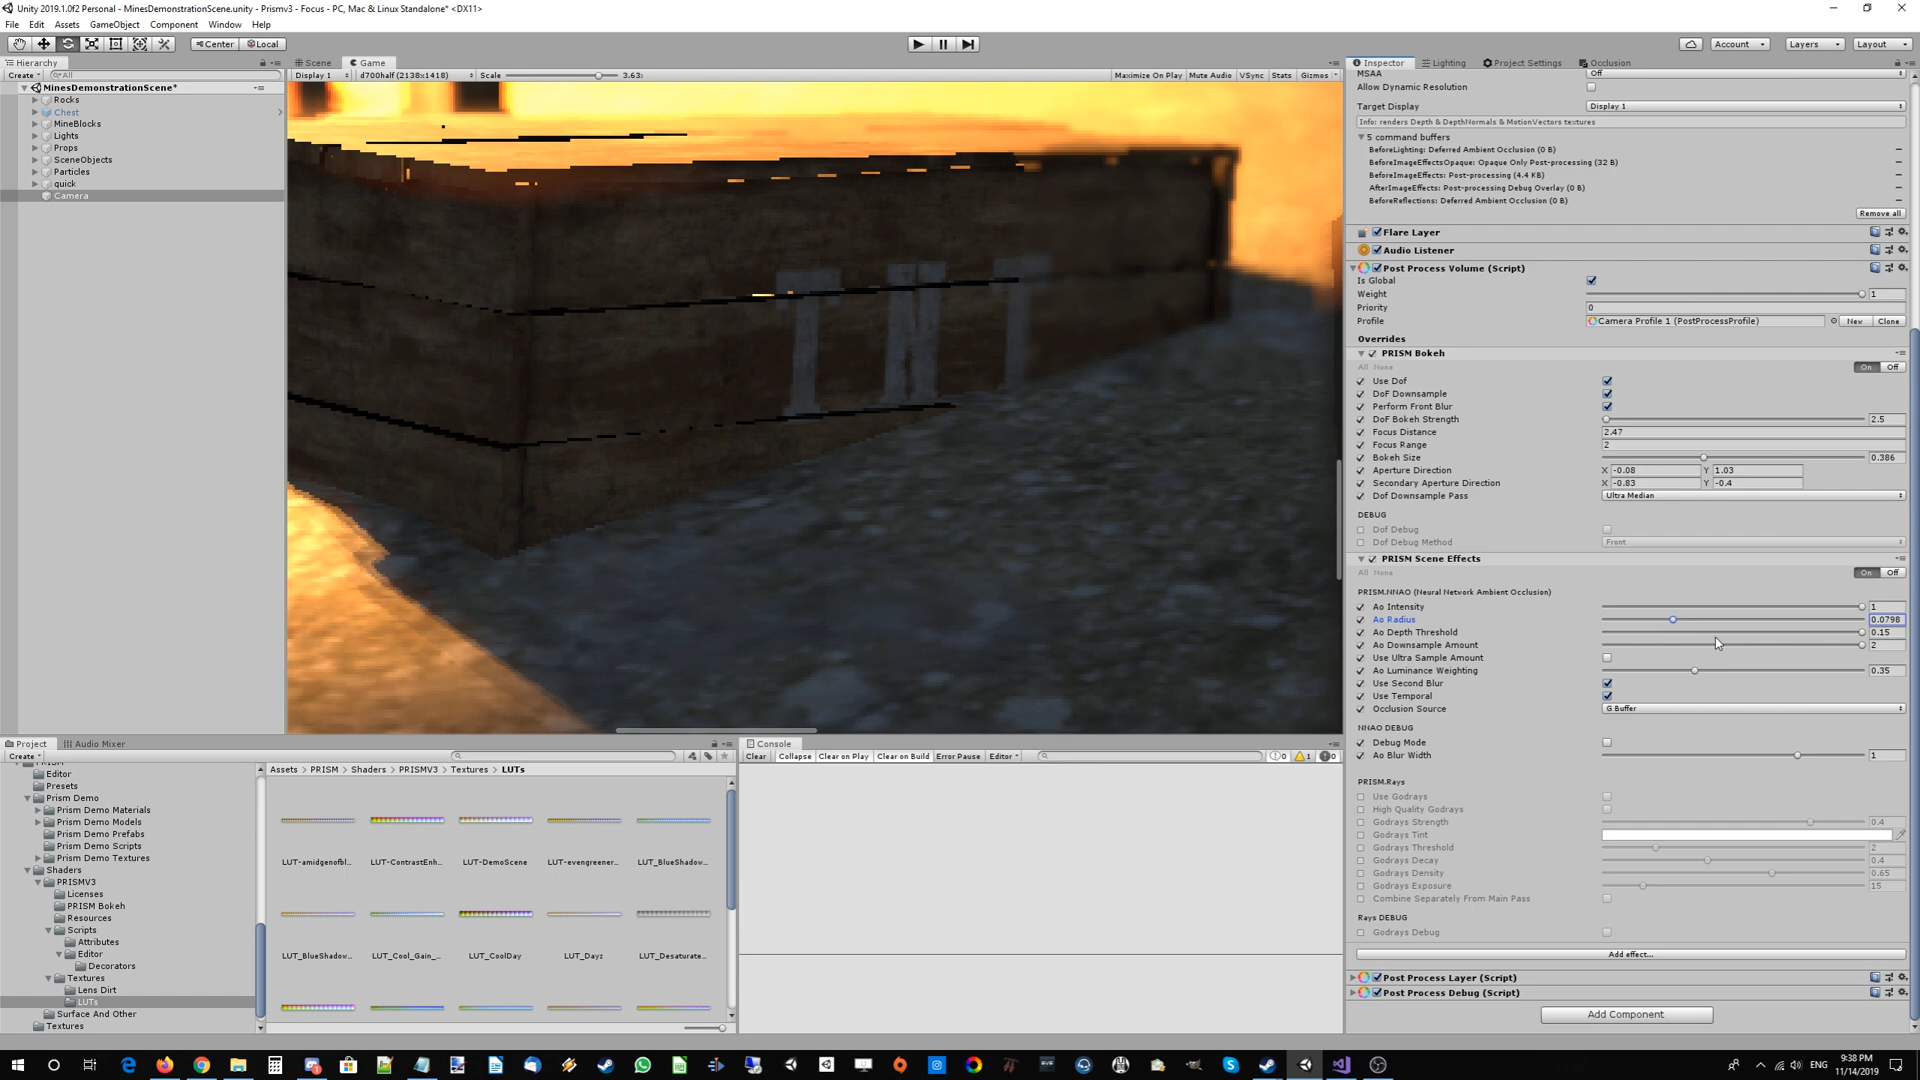 Unity 2019.1.0f2 Personal - MinesDemonstrationScene.unity - Prismv3 - Focus - PC, Mac & Linux Standalone* <DX11>
File Edit Assets GameObject Component Window Help
Center Local
Account Layers Layout
Hierarchy
Create All
MinesDemonstrationScene*
Rocks
Chest
MineBlocks
Lights
Props
SceneObjects
Particles
quick
Camera
Scene Game
Display 1 d700half (2138x1418) Scale 3.63x Maximize On Play Mute Audio VSync Stats Gizmos
Inspector Lighting Project Settings Occlusion
MSAA Off
Allow Dynamic Resolution
Target Display Display 1
Info: renders Depth & DepthNormals & MotionVectors textures
5 command buffers
BeforeLighting: Deferred Ambient Occlusion (0 B)
BeforeImageEffectsOpaque: Opaque Only Post-processing (32 B)
BeforeImageEffects: Post-processing (4.4 KB)
AfterImageEffects: Post-processing Debug Overlay (0 B)
BeforeReflections: Deferred Ambient Occlusion (0 B)
Remove all
Flare Layer
Audio Listener
Post Process Volume (Script)
Is Global
Weight 1
Priority 0
Profile Camera Profile 1 (PostProcessProfile) New Clone
Overrides
PRISM Bokeh
All None On Off
Use Dof
DoF Downsample
Perform Front Blur
DoF Bokeh Strength 2.5
Focus Distance 2.47
Focus Range 2
Bokeh Size 0.386
Aperture Direction X -0.08 Y 1.03
Secondary Aperture Direction X -0.83 Y -0.4
Dof Downsample Pass Ultra Median
DEBUG
Dof Debug
Dof Debug Method Front
PRISM Scene Effects
All None On Off
PRISM.NNAO (Neural Network Ambient Occlusion)
Ao Intensity 1
Ao Radius 0.0798
Ao Depth Threshold 0.15
Ao Downsample Amount 2
Use Ultra Sample Amount
Ao Luminance Weighting 0.35
Use Second Blur
Use Temporal
Occlusion Source G Buffer
NNAO DEBUG
Debug Mode
Ao Blur Width 1
PRISM.Rays
Use Godrays
High Quality Godrays
Godrays Strength 0.4
Godrays Tint
Godrays Threshold 2
Godrays Decay 0.4
Godrays Density 0.65
Godrays Exposure 15
Combine Separately From Main Pass
Rays DEBUG
Godrays Debug
Add effect...
Post Process Layer (Script)
Post Process Debug (Script)
Add Component
Project Audio Mixer
Create
Editor
Presets
Prism Demo
Prism Demo Materials
Prism Demo Models
Prism Demo Prefabs
Prism Demo Scripts
Prism Demo Textures
Shaders
PRISMV3
Licenses
PRISM Bokeh
Resources
Scripts
Attributes
Editor
Decorators
Textures
Lens Dirt
LUTs
Surface And Other
Textures
Assets > PRISM > Shaders > PRISMV3 > Textures > LUTs
LUT-amidgenofbl... LUT-ContrastEnh... LUT-DemoScene LUT-evengreener... LUT_BlueShadow...
LUT_BlueShadow... LUT_Cool_Gain_... LUT_CoolDay LUT_Dayz LUT_Desaturate...
Console
Clear Collapse Clear on Play Clear on Build Error Pause Editor 0 1 0
ENG
9:38 PM
11/14/2019